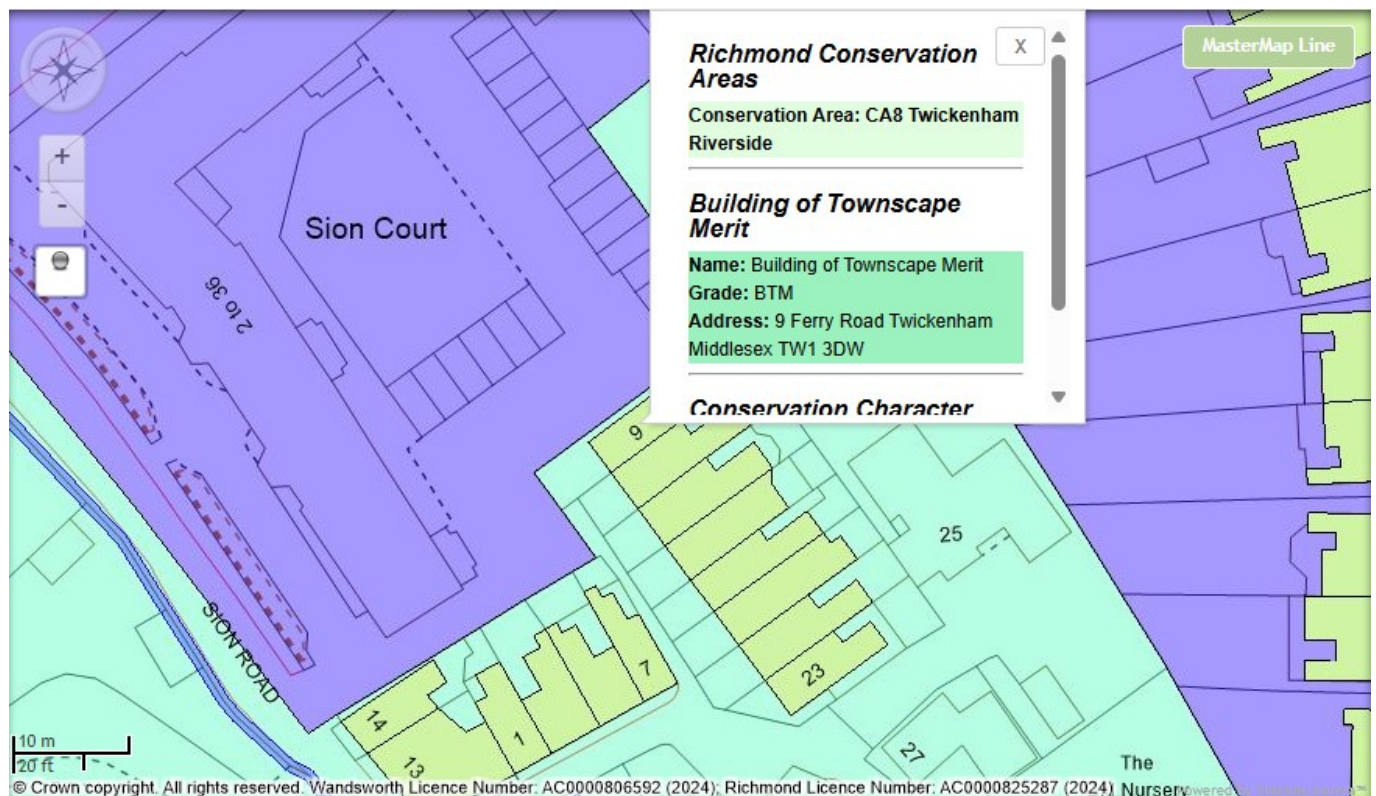 Richmond Conservation
Areas
X
Conservation Area: CA8 Twickenham
Riverside
Building of Townscape
Merit
Name: Building of Townscape Merit
Grade: BTM
Address: 9 Ferry Road Twickenham
Middlesex TW1 3DW
Conservation Character
MasterMap Line
+
-
Sion Court
2 to 36
9
25
SION ROAD
7
14
1
13
23
27
The
Nursery
10 m
20 ft
© Crown copyright. All rights reserved. Wandsworth Licence Number: AC0000806592 (2024); Richmond Licence Number: AC0000825287 (2024)